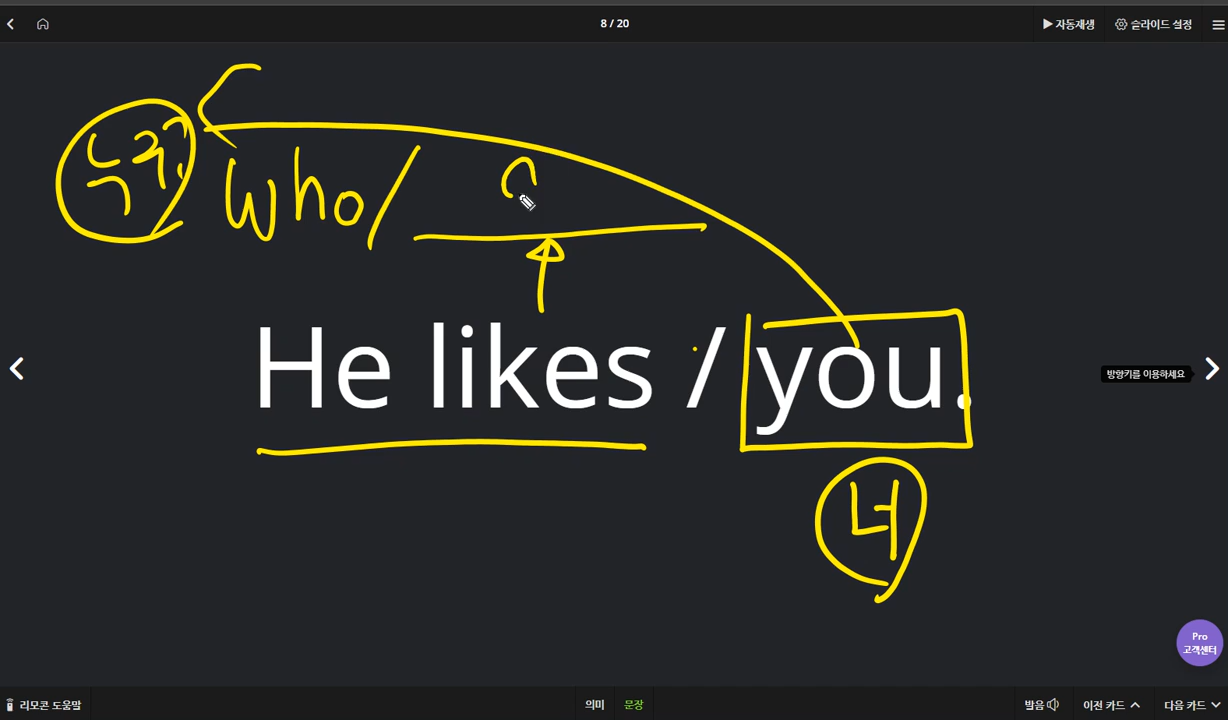 8 / 20
자동재생
슬라이드 설정
who/
He likes / you.
방향키를 이용하세요
너
Pro
고객센터
리모콘 도움말
의미
문장
발음
이전 카드
다음 카드